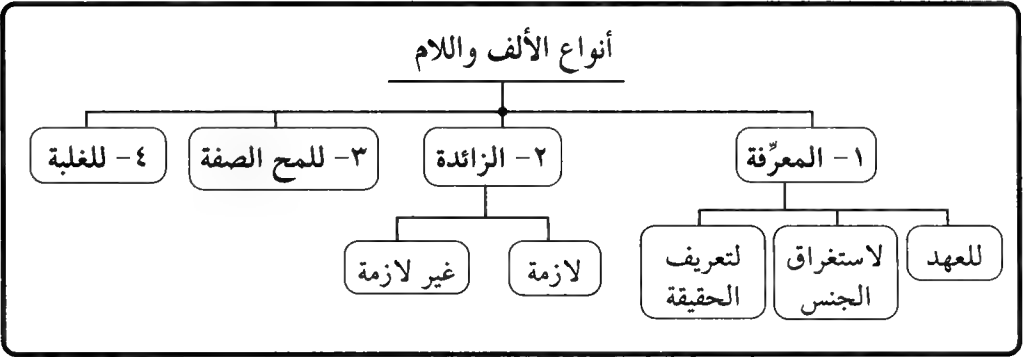 أنواع الألف واللام
١- المعرِّفة
٢- الزائدة
٣- للمح الصفة
٤- للغلبة
للعهد
لاستغراق
الجنس
لتعريف
الحقيقة
لازمة
غير لازمة